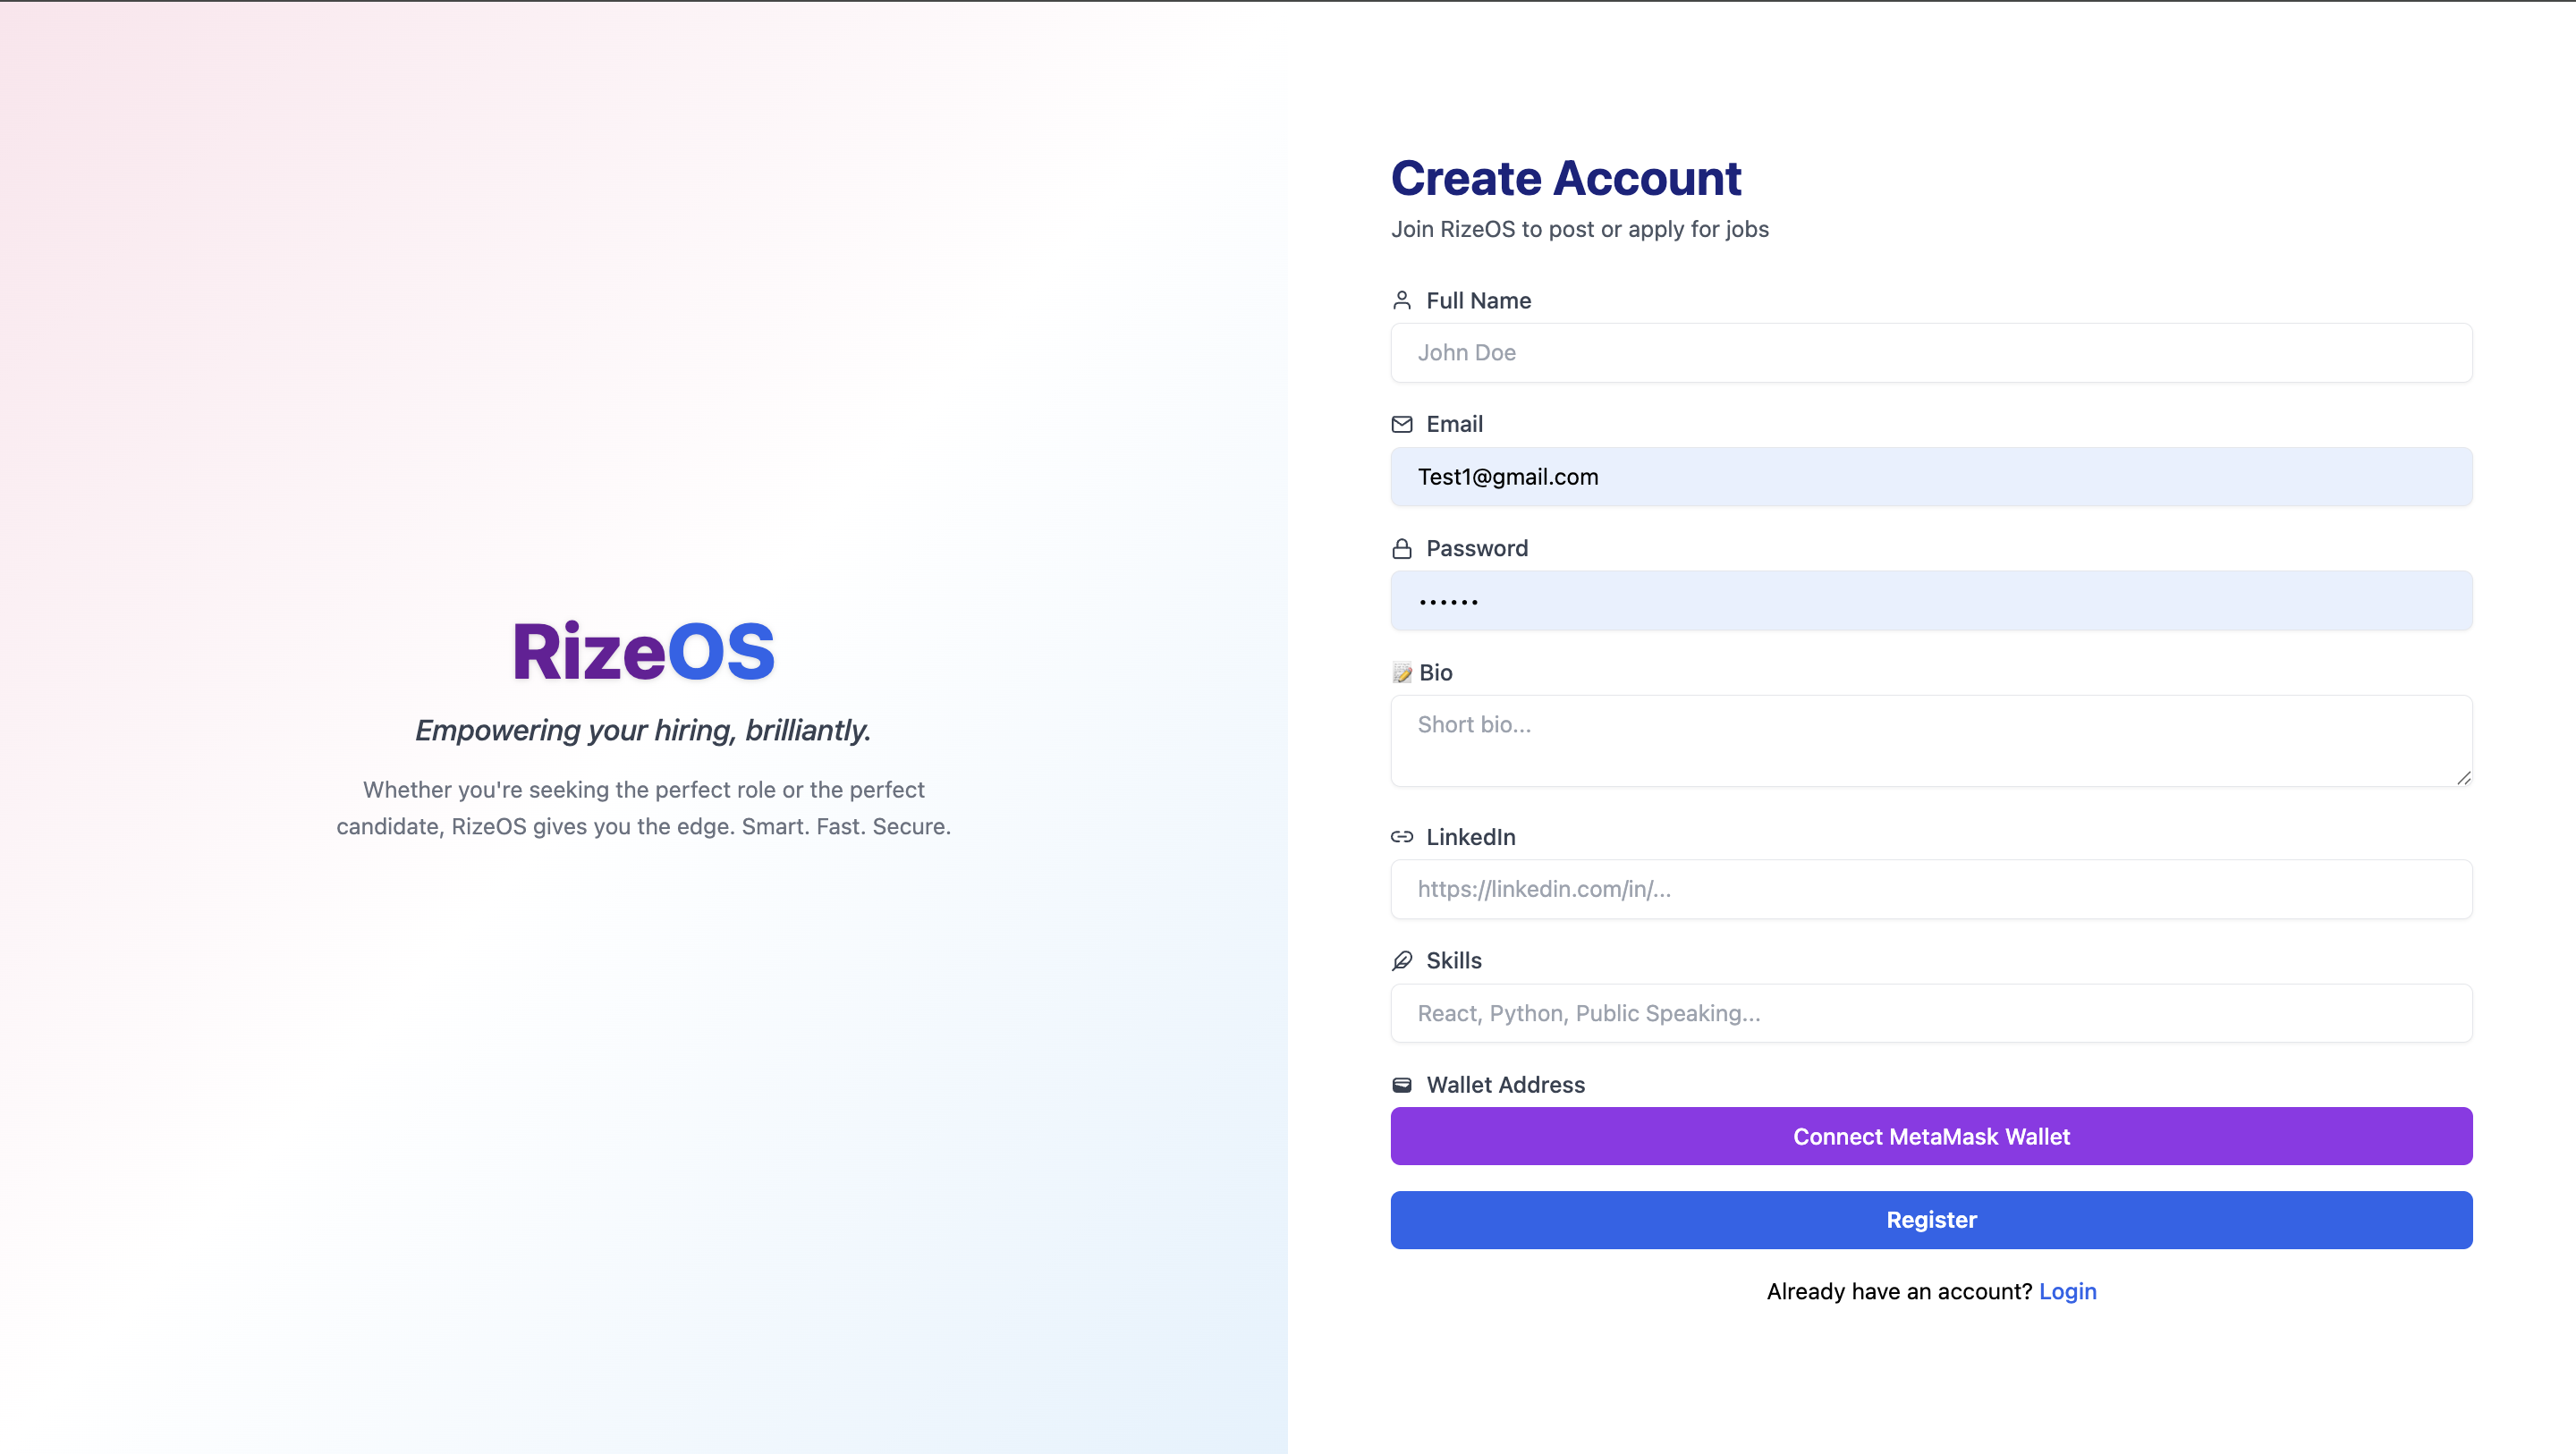 RizeOS
Empowering your hiring, brilliantly.
Whether you're seeking the perfect role or the perfect
candidate, RizeOS gives you the edge. Smart. Fast. Secure.
Create Account
Join RizeOS to post or apply for jobs
Full Name
John Doe
Email
Test1@gmail.com
Password
••••••
Bio
Short bio...
LinkedIn
https://linkedin.com/in/...
Skills
React, Python, Public Speaking...
Wallet Address
Connect MetaMask Wallet
Register
Already have an account? Login